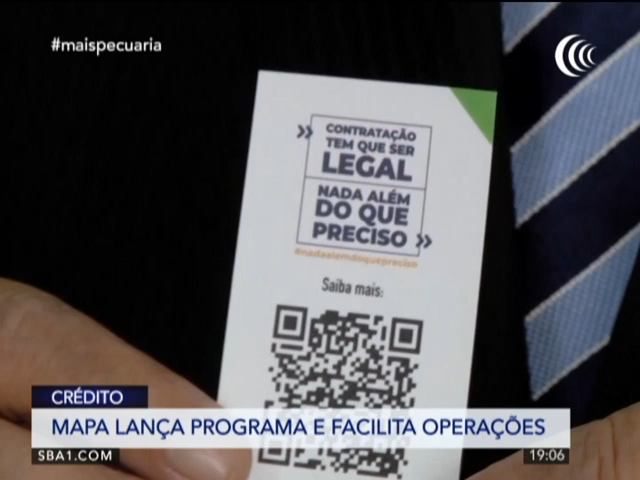 #maispecuaria
CONTRATAÇÃO
TEM QUE SER
LEGAL
NADA ALÉM
DO QUE
PRECISO
#nadaalemdoquepreciso
Saiba mais:
CRÉDITO
MAPA LANÇA PROGRAMA E FACILITA OPERAÇÕES
SBA1.COM
19:06